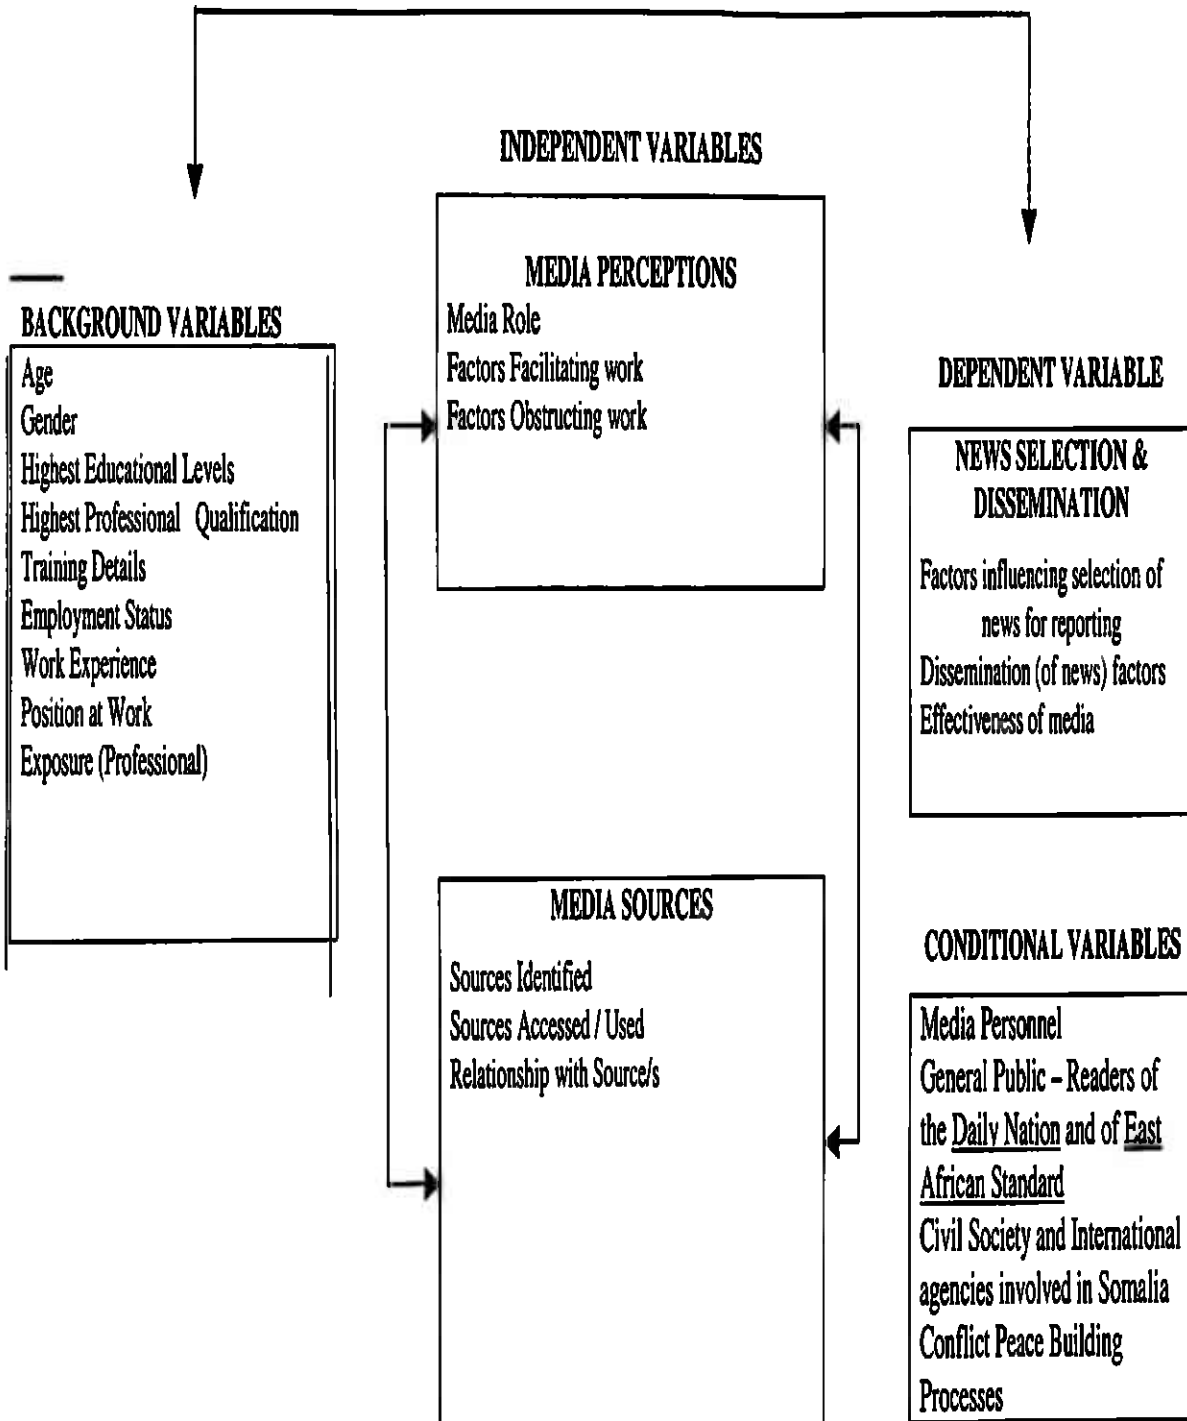 INDEPENDENT VARIABLES
MEDIA PERCEPTIONS
Media Role
Factors Facilitating work
Factors Obstructing work
BACKGROUND VARIABLES
Age
Gender
Highest Educational Levels
Highest Professional Qualification
Training Details
Employment Status
Work Experience
Position at Work
Exposure (Professional)
DEPENDENT VARIABLE
NEWS SELECTION &
DISSEMINATION
Factors influencing selection of
news for reporting
Dissemination (of news) factors
Effectiveness of media
MEDIA SOURCES
Sources Identified
Sources Accessed / Used
Relationship with Source/s
CONDITIONAL VARIABLES
Media Personnel
General Public – Readers of
the Daily Nation and of East
African Standard
Civil Society and International
agencies involved in Somalia
Conflict Peace Building
Processes